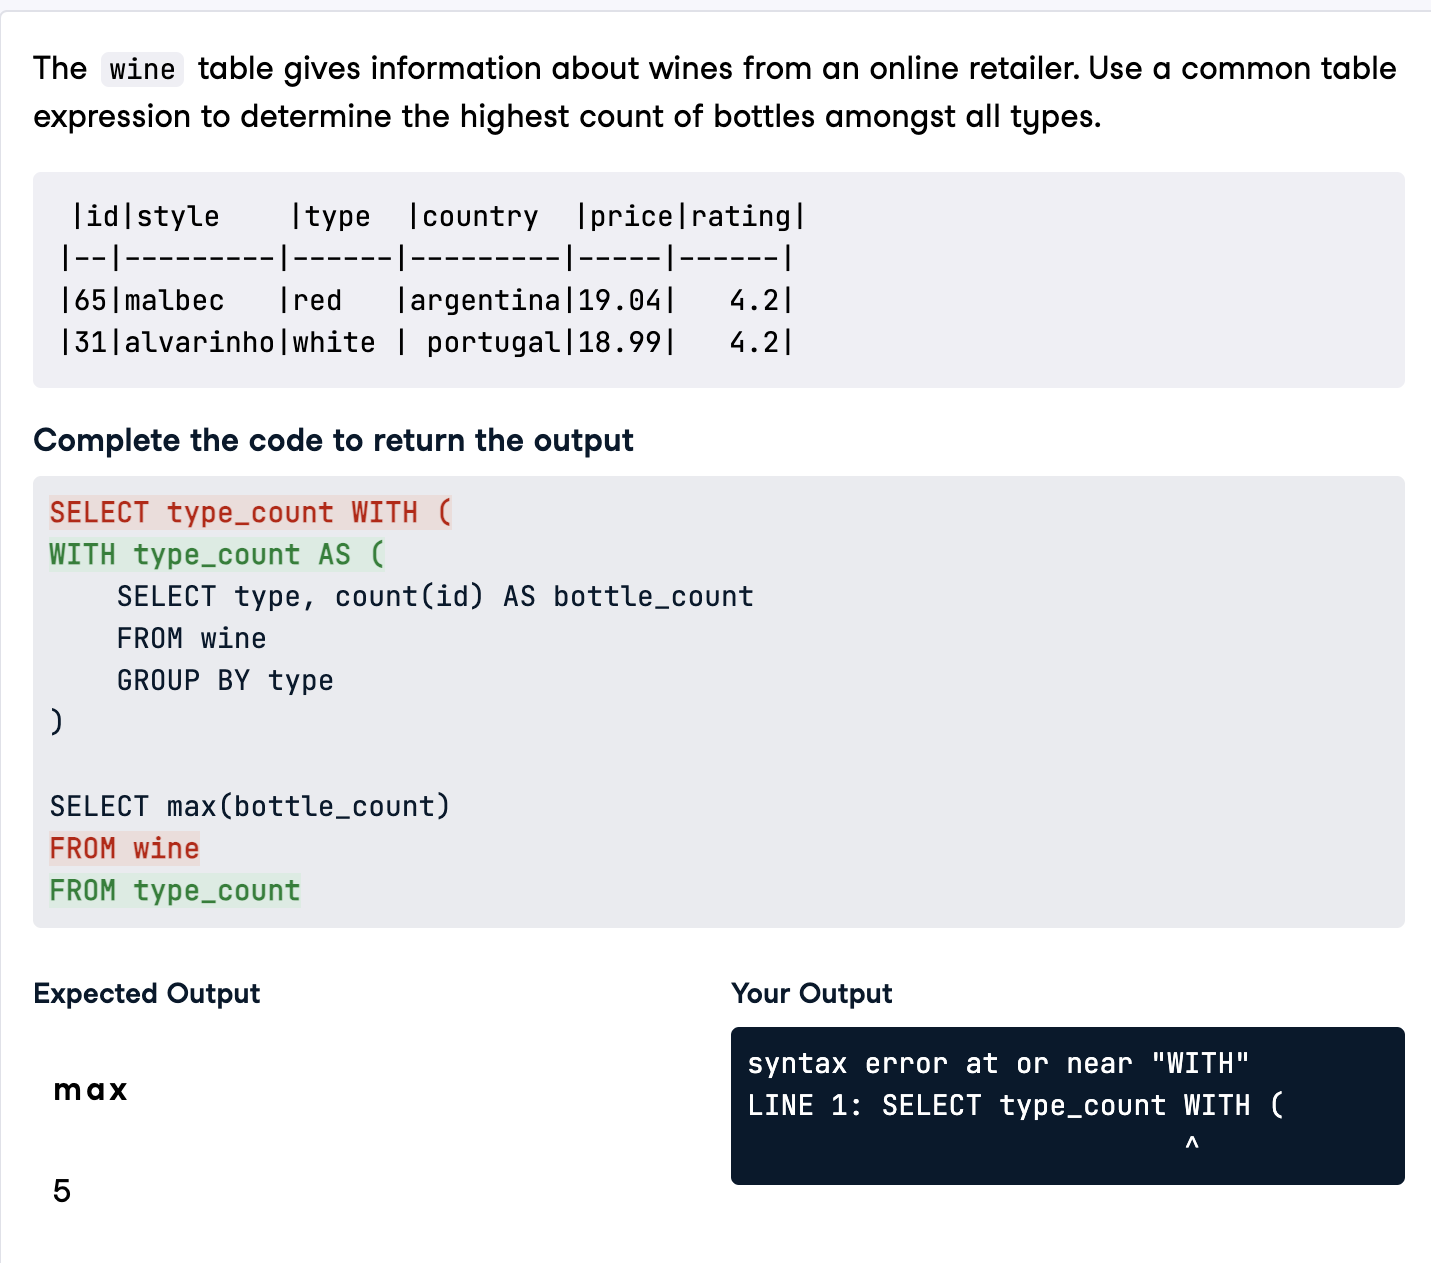 The wine table gives information about wines from an online retailer. Use a common table
expression to determine the highest count of bottles amongst all types.
|id|style    |type  |country  |price|rating|
|--|---------|------|---------|-----|------|
|65|malbec   |red   |argentina|19.04|   4.2|
|31|alvarinho|white | portugal|18.99|   4.2|
Complete the code to return the output
SELECT type_count WITH (
WITH type_count AS (
    SELECT type, count(id) AS bottle_count
    FROM wine
    GROUP BY type
)
SELECT max(bottle_count)
FROM wine
FROM type_count
Expected Output
max
5
Your Output
syntax error at or near "WITH"
LINE 1: SELECT type_count WITH (
                          ^